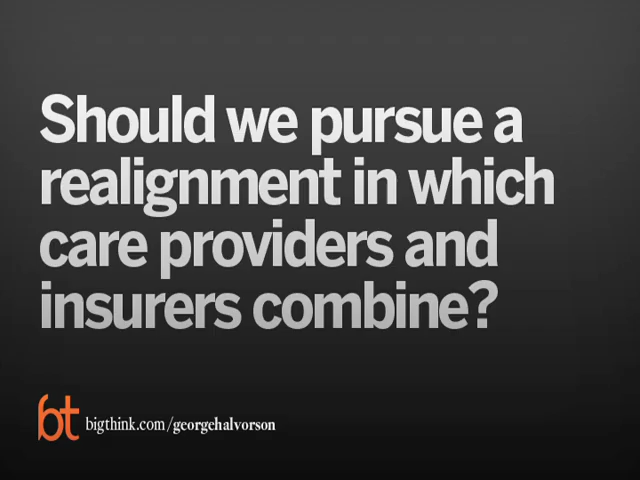 Should we pursue a
realignment in which
care providers and
insurers combine?
bt bigthink.com/georgehalvorson